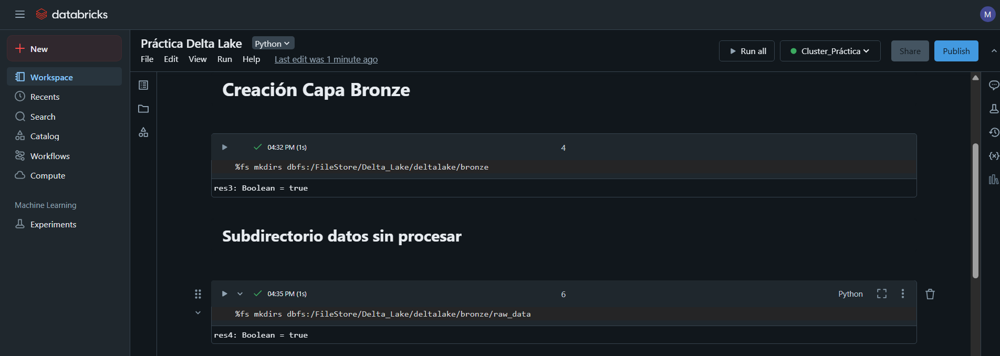 databricks
M
New
Workspace
Recents
Search
Catalog
Workflows
Compute
Machine Learning
Experiments
Práctica Delta Lake Python
File Edit View Run Help Last edit was 1 minute ago
Run all Cluster_Práctica Share Publish
Creación Capa Bronze
04:32 PM (1s) 4
%fs mkdirs dbfs:/FileStore/Delta_Lake/deltalake/bronze
res3: Boolean = true
Subdirectorio datos sin procesar
04:35 PM (1s) 6 Python
%fs mkdirs dbfs:/FileStore/Delta_Lake/deltalake/bronze/raw_data
res4: Boolean = true